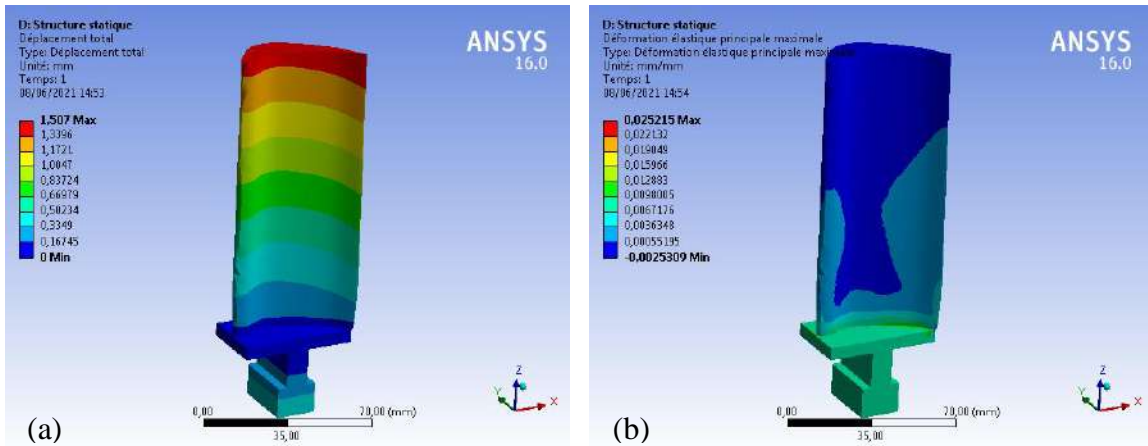 D: Structure statique
Déplacement total
Type: Déplacement total
Unité: mm
Temps: 1
08/06/2021 14:53
1,507 Max
1,3396
1,1721
1,0047
0,83724
0,66979
0,50234
0,3349
0,16745
0 Min
ANSYS
16.0
0,00
70,00 (mm)
35,00
Z
Y
X
(a)
D: Structure statique
Déformation élastique principale maximale
Type: Déformation élastique principale maximale
Unité: mm/mm
Temps: 1
08/06/2021 14:54
0,025215 Max
0,022132
0,019049
0,015966
0,012883
0,0098005
0,0067176
0,0036348
0,00055195
-0,0025309 Min
ANSYS
16.0
0,00
70,00 (mm)
35,00
Z
Y
X
(b)